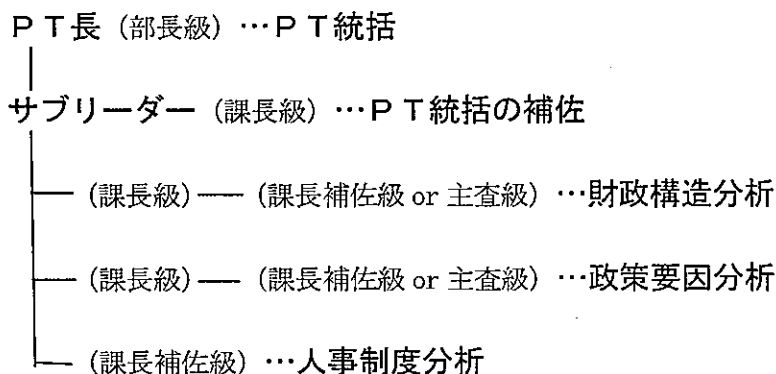 ＰＴ長（部長級）…ＰＴ統括
サブリーダー（課長級）…ＰＴ統括の補佐
（課長級）――（課長補佐級 or 主査級）…財政構造分析
（課長級）――（課長補佐級 or 主査級）…政策要因分析
（課長補佐級）…人事制度分析